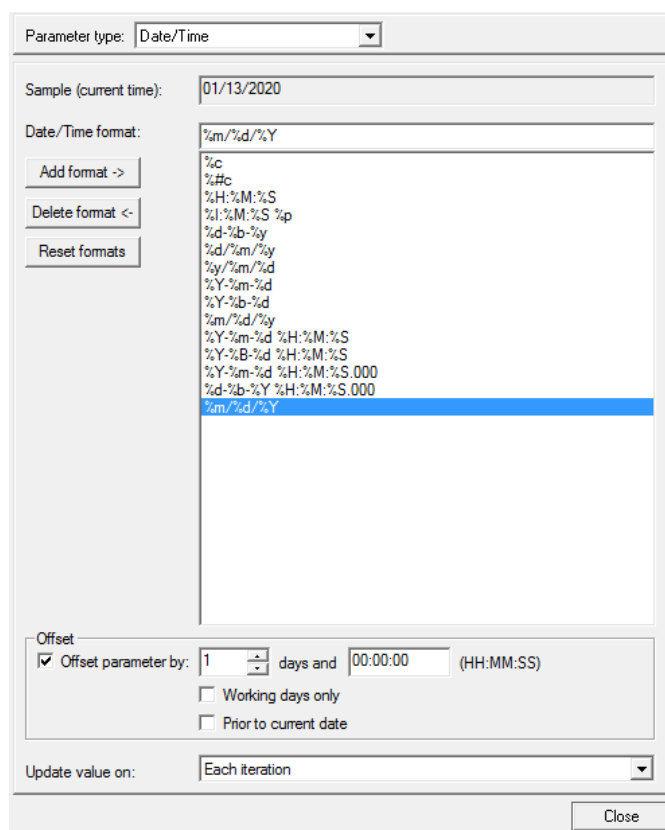 Parameter type: Date/Time
Sample (current time): 01/13/2020
Date/Time format: %m/%d/%Y
Add format ->
Delete format <-
Reset formats
%c
%#c
%H:%M:%S
%I:%M:%S %p
%d-%b-%y
%d/%m/%y
%y/%m/%d
%Y-%m-%d
%Y-%b-%d
%m/%d/%y
%Y-%m-%d %H:%M:%S
%Y-%B-%d %H:%M:%S
%Y-%m-%d %H:%M:%S.000
%d-%b-%Y %H:%M:%S.000
%m/%d/%Y
Offset
Offset parameter by: 1 days and 00:00:00 (HH:MM:SS)
Working days only
Prior to current date
Update value on: Each iteration
Close